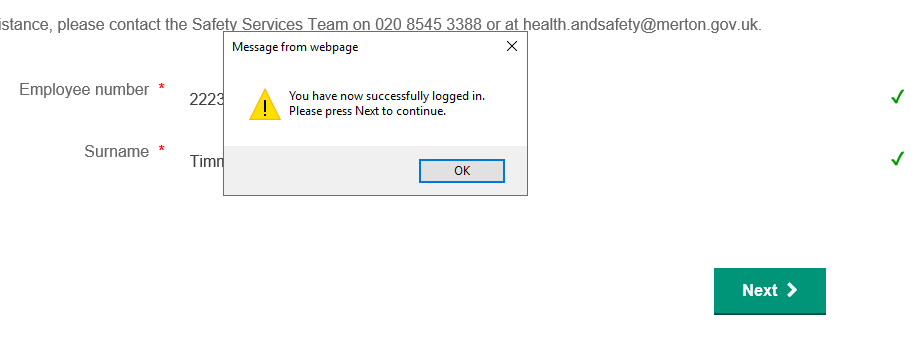 istance, please contact the Safety Services Team on 020 8545 3388 or at health.andsafety@merton.gov.uk.
Message from webpage
Employee number *
2223
You have now successfully logged in.
Please press Next to continue.
Surname *
OK
Next